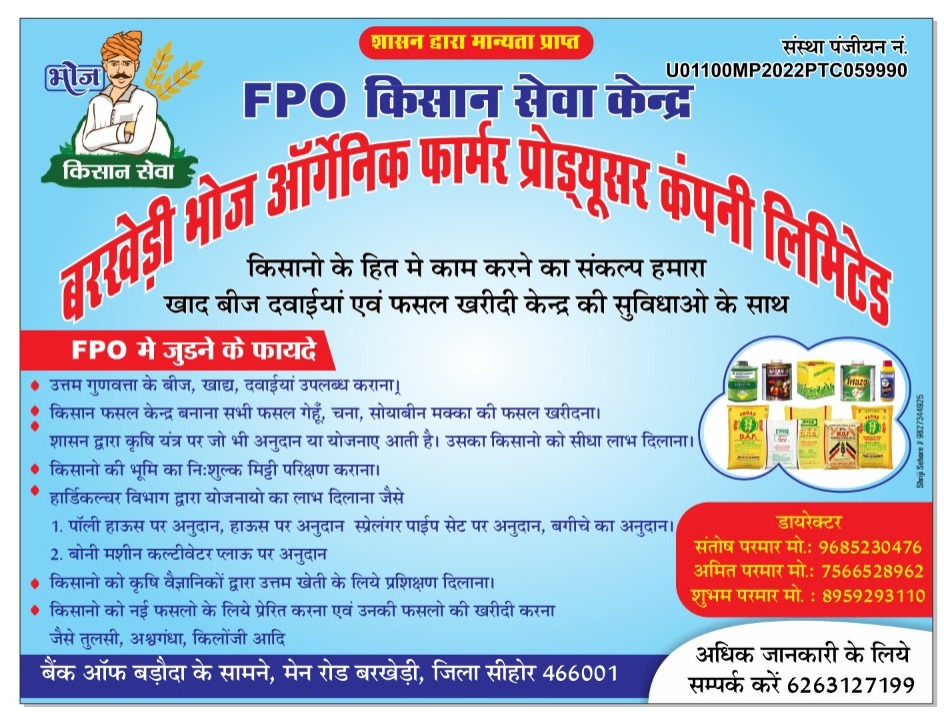 शासन द्वारा मान्यता प्राप्त
संस्था पंजीयन नं.
U01100MP2022PTC059990
भोज
किसान सेवा
FPO किसान सेवा केन्द्र
बरखेड़ी भोज ऑर्गेनिक फार्मर प्रोड्यूसर कंपनी लिमिटेड
किसानो के हित मे काम करने का संकल्प हमारा
खाद बीज दवाईयां एवं फसल खरीदी केन्द्र की सुविधाओ के साथ
FPO मे जुडने के फायदे
उत्तम गुणवत्ता के बीज, खाद्य, दवाईयां उपलब्ध कराना।
किसान फसल केन्द्र बनाना सभी फसल गेहूँ, चना, सोयाबीन मक्का की फसल खरीदना।
शासन द्वारा कृषि यंत्र पर जो भी अनुदान या योजनाए आती है। उसका किसानो को सीधा लाभ दिलाना।
किसानो की भूमि का नि:शुल्क मिट्टी परिक्षण कराना।
हार्डिकल्चर विभाग द्वारा योजनायो का लाभ दिलाना जैसे
1. पॉली हाऊस पर अनुदान, हाऊस पर अनुदान स्प्रेलंगर पाईप सेट पर अनुदान, बगीचे का अनुदान।
2. बोनी मशीन कल्टीवेटर प्लाऊ पर अनुदान
किसानो को कृषि वैज्ञानिकों द्वारा उत्तम खेती के लिये प्रशिक्षण दिलाना।
किसानो को नई फसलो के लिये प्रेरित करना एवं उनकी फसलो की खरीदी करना
जैसे तुलसी, अश्वगंधा, किलोंजी आदि
Triazo
D.A.P.
Shriji Sehore # 9827344925
डायरेक्टर
संतोष परमार मो.: 9685230476
अमित परमार मो.: 7566528962
शुभम परमार मो. : 8959293110
बैंक ऑफ बड़ौदा के सामने, मेन रोड बरखेड़ी, जिला सीहोर 466001
अधिक जानकारी के लिये
सम्पर्क करें 6263127199